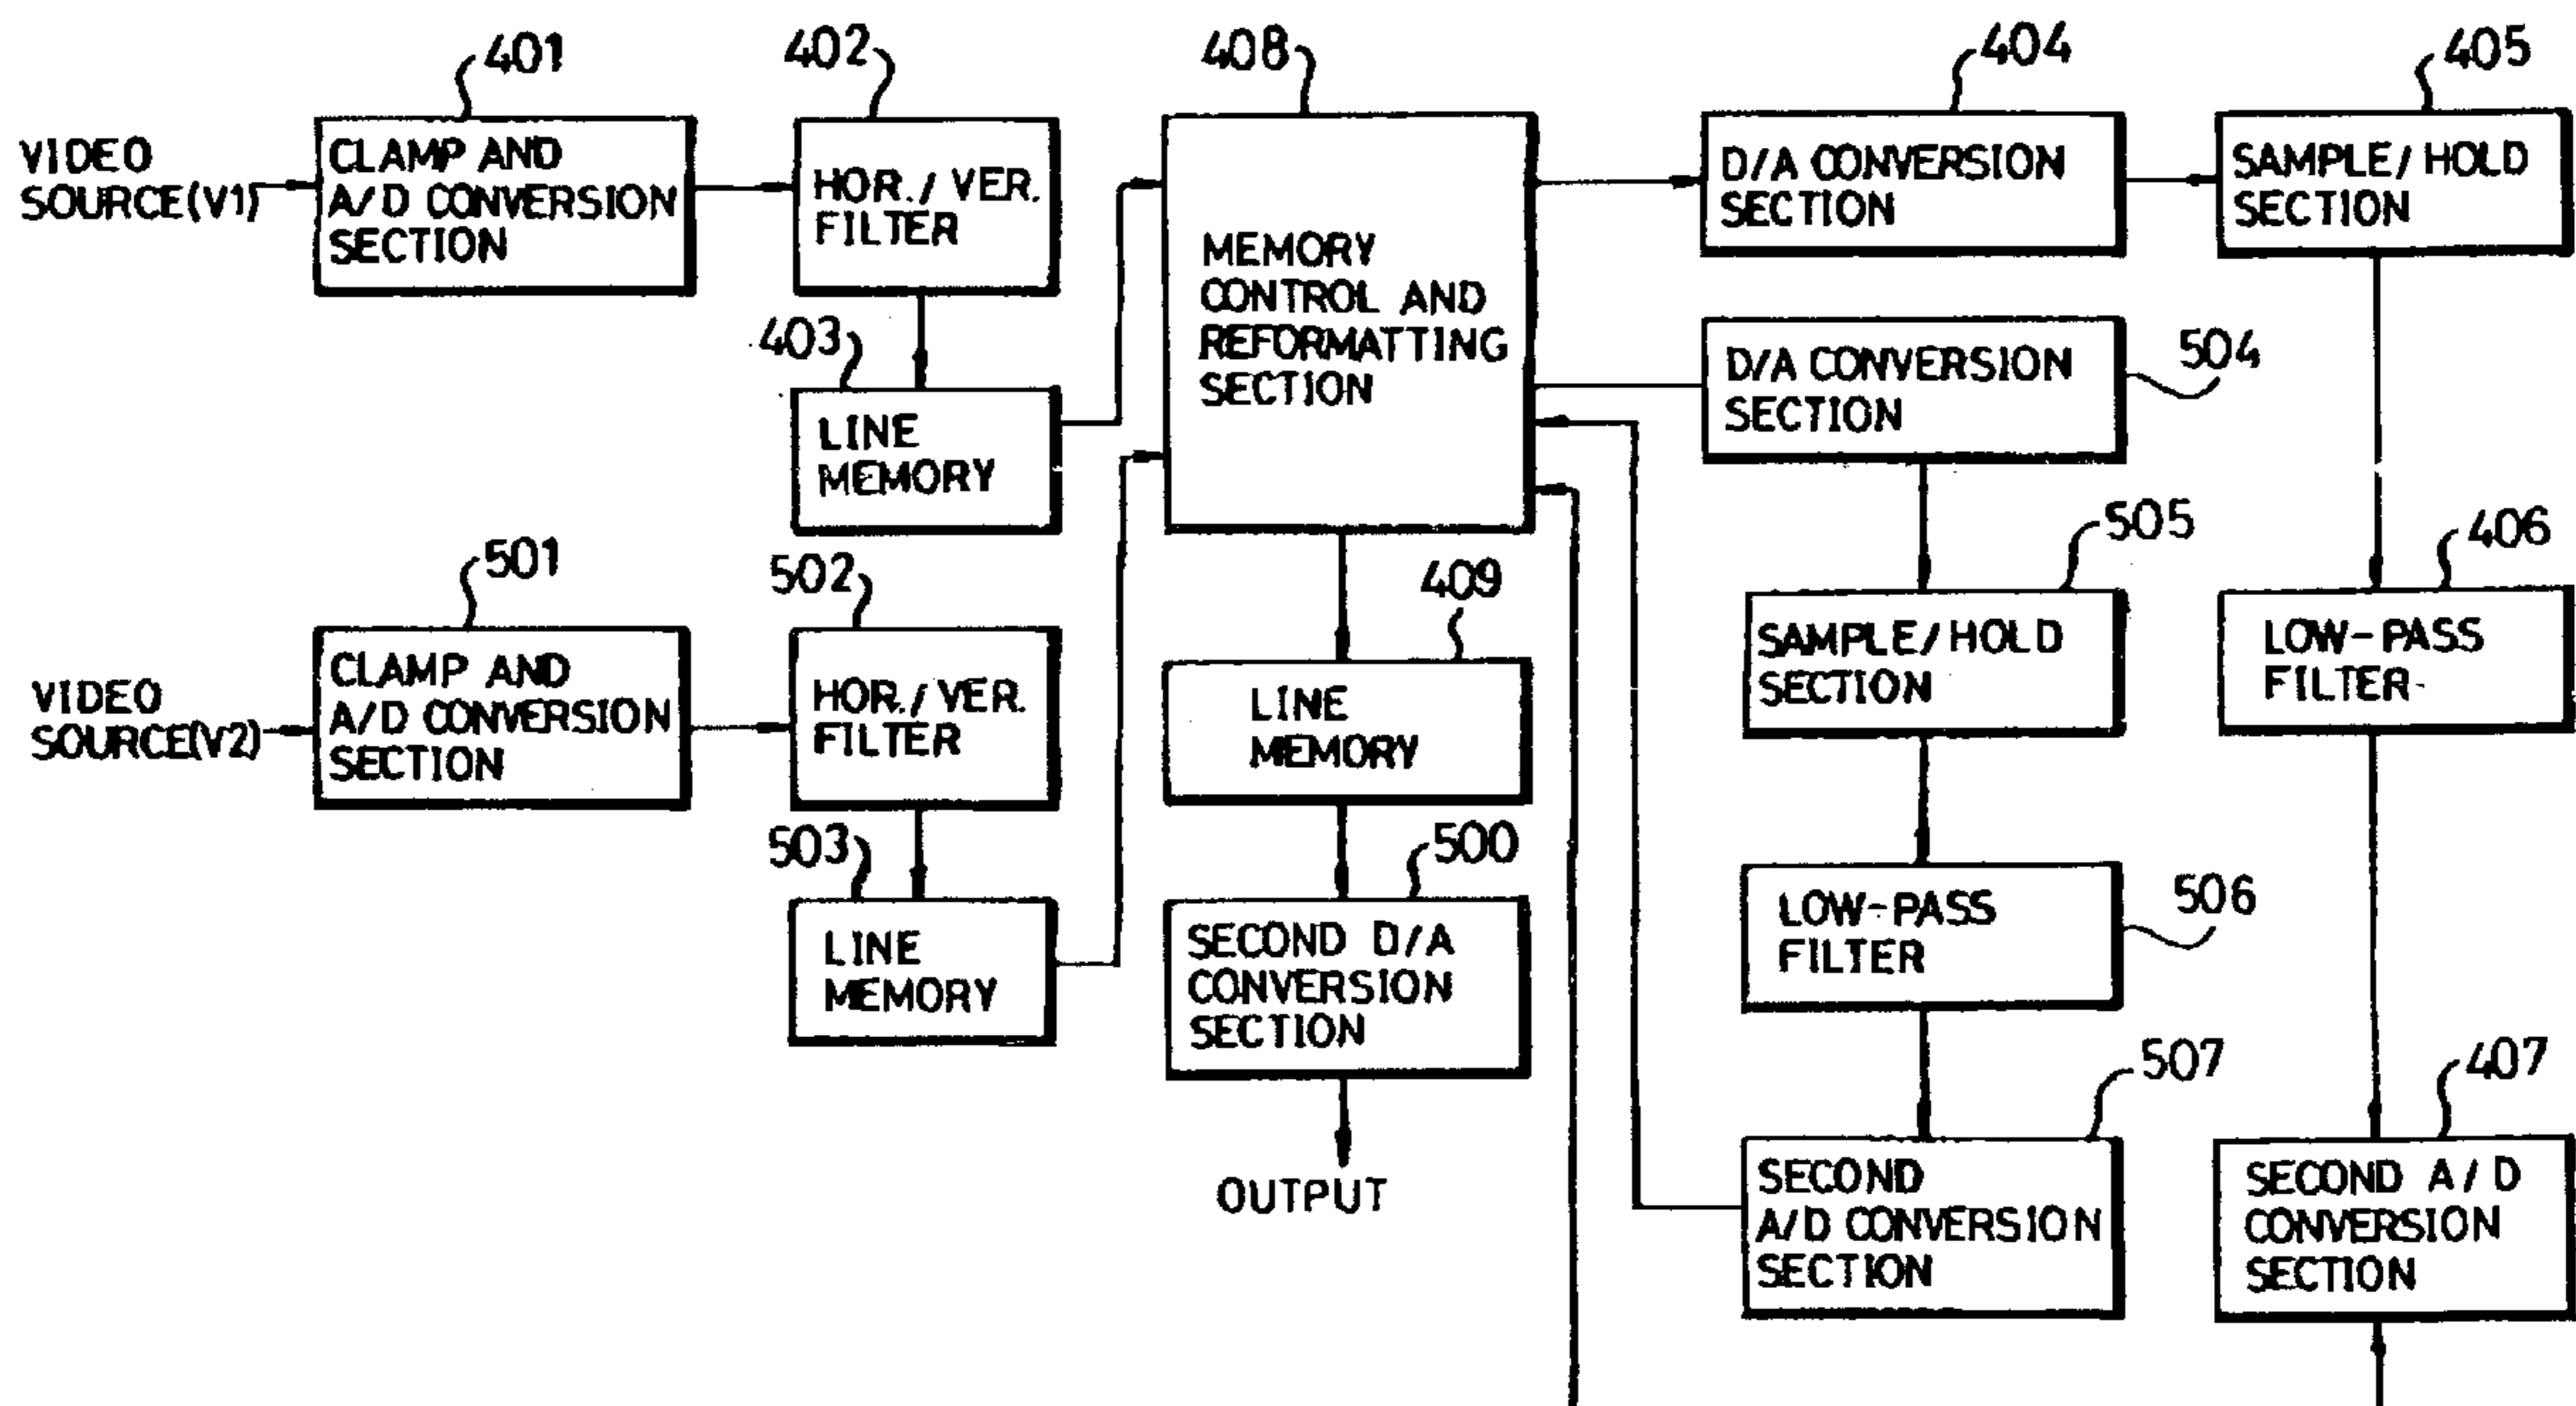 401
402
408
404
405
VIDEO
SOURCE(V1)
CLAMP AND
A/D CONVERSION
SECTION
HOR./VER.
FILTER
MEMORY
CONTROL AND
REFORMATTING
SECTION
D/A CONVERSION
SECTION
SAMPLE/HOLD
SECTION
403
LINE
MEMORY
504
D/A CONVERSION
SECTION
501
502
409
505
406
VIDEO
SOURCE(V2)
CLAMP AND
A/D CONVERSION
SECTION
HOR./VER.
FILTER
LINE
MEMORY
SAMPLE/HOLD
SECTION
LOW-PASS
FILTER
503
LINE
MEMORY
500
SECOND D/A
CONVERSION
SECTION
506
LOW-PASS
FILTER
OUTPUT
507
SECOND
A/D CONVERSION
SECTION
407
SECOND A/D
CONVERSION
SECTION